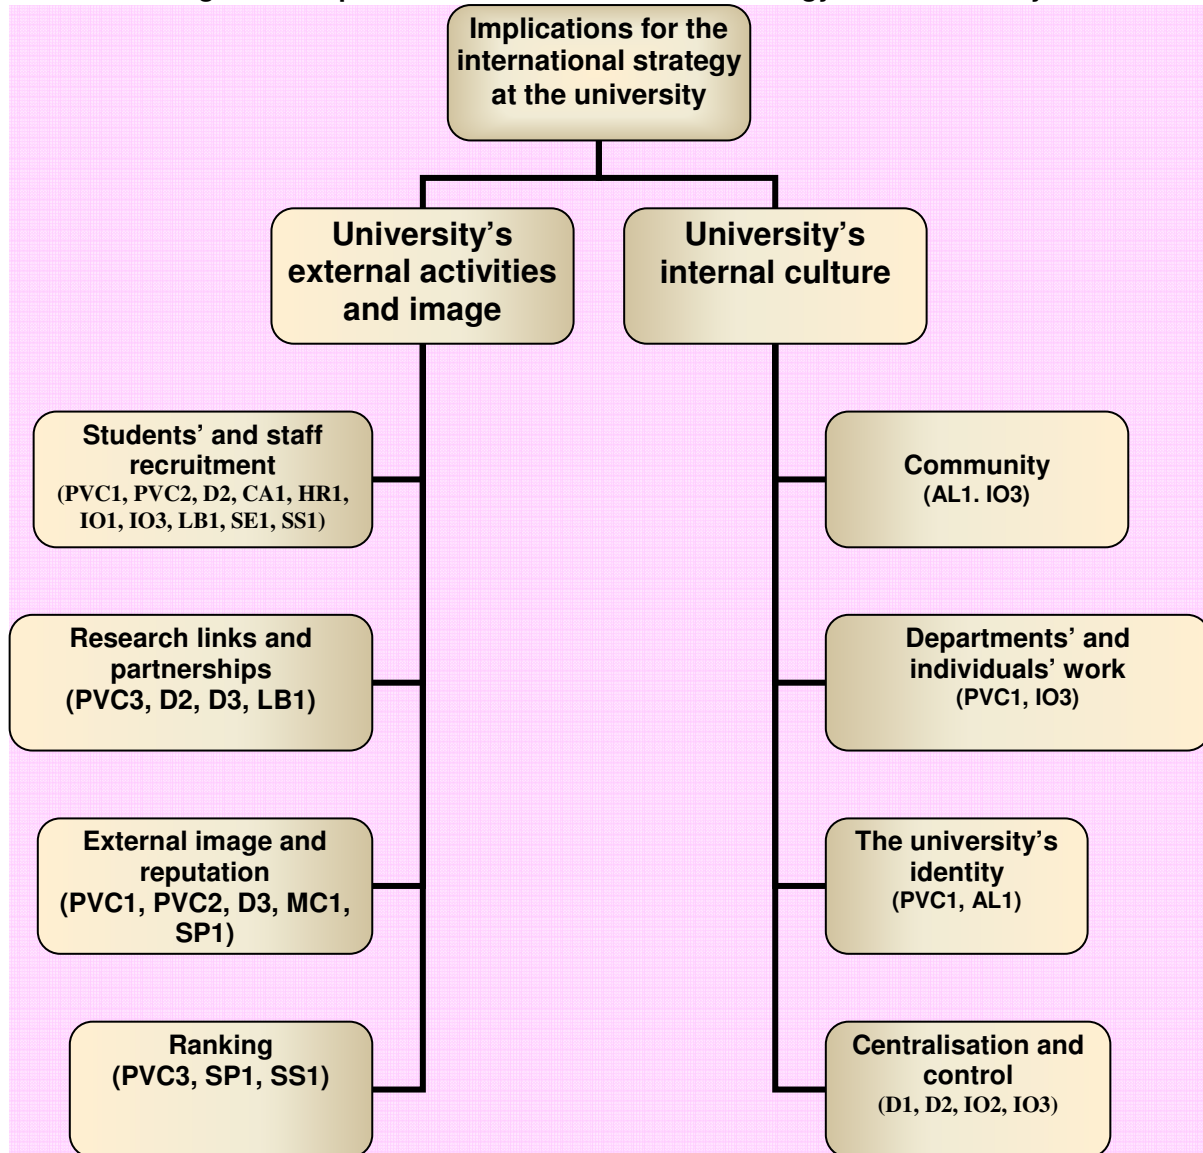 Implications for the
international strategy
at the university
University's
external activities
and image
University's
internal culture
Students' and staff
recruitment
(PVC1, PVC2, D2, CA1, HR1,
IO1, IO3, LB1, SE1, SS1)
Research links and
partnerships
(PVC3, D2, D3, LB1)
External image and
reputation
(PVC1, PVC2, D3, MC1,
SP1)
Ranking
(PVC3, SP1, SS1)
Community
(AL1. IO3)
Departments' and
individuals' work
(PVC1, IO3)
The university's
identity
(PVC1, AL1)
Centralisation and
control
(D1, D2, IO2, IO3)